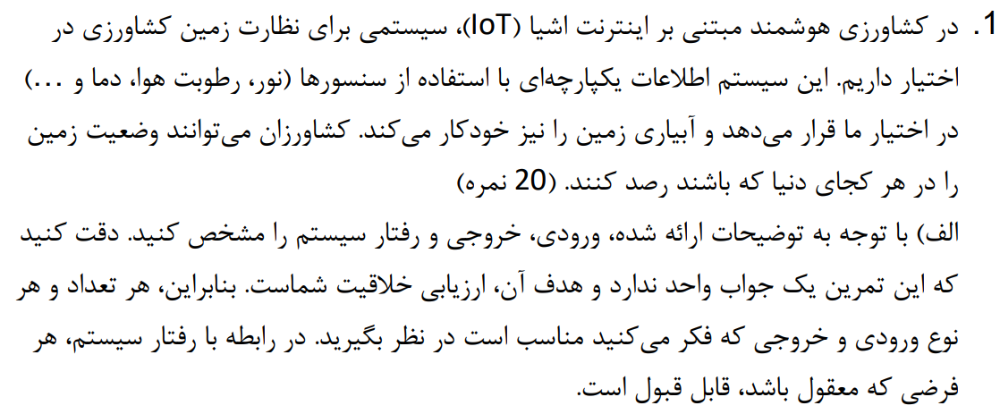 1. در کشاورزی هوشمند مبتنی بر اینترنت اشیا (IoT)، سیستمی برای نظارت زمین کشاورزی در
اختیار داریم. این سیستم اطلاعات یکپارچه‌ای با استفاده از سنسورها (نور، رطوبت هوا، دما و ...)
در اختیار ما قرار می‌دهد و آبیاری زمین را نیز خودکار می‌کند. کشاورزان می‌توانند وضعیت زمین
را در هر کجای دنیا که باشند رصد کنند. (20 نمره)
الف) با توجه به توضیحات ارائه شده، ورودی، خروجی و رفتار سیستم را مشخص کنید. دقت کنید
که این تمرین یک جواب واحد ندارد و هدف آن، ارزیابی خلاقیت شماست. بنابراین، هر تعداد و هر
نوع ورودی و خروجی که فکر می‌کنید مناسب است در نظر بگیرید. در رابطه با رفتار سیستم، هر
فرضی که معقول باشد، قابل قبول است.